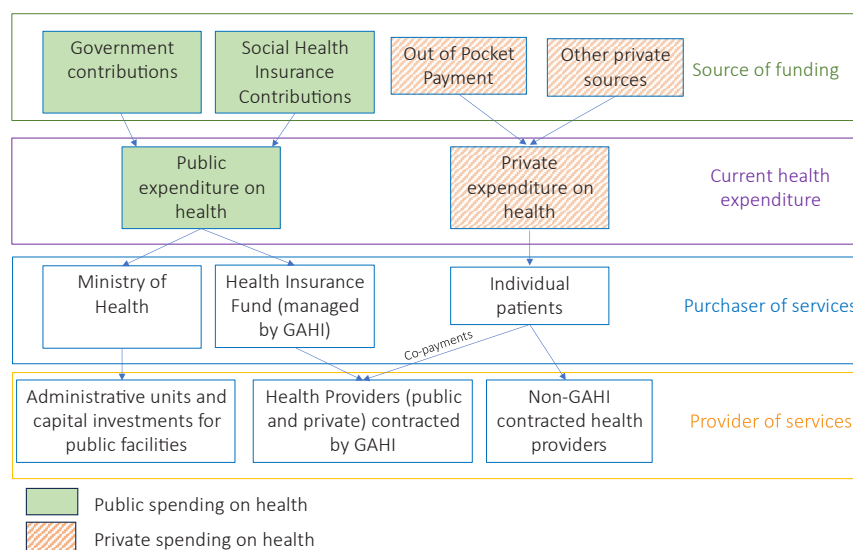 Government
contributions
Social Health
Insurance
Contributions
Out of Pocket
Payment
Other private
sources
Source of funding
Public
expenditure on
health
Private
expenditure on
health
Current health
expenditure
Ministry of
Health
Health Insurance
Fund (managed
by GAHI)
Individual
patients
Purchaser of services
Co-payments
Administrative units and
capital investments for
public facilities
Health Providers (public
and private) contracted
by GAHI
Non-GAHI
contracted health
providers
Provider of services
Public spending on health
Private spending on health